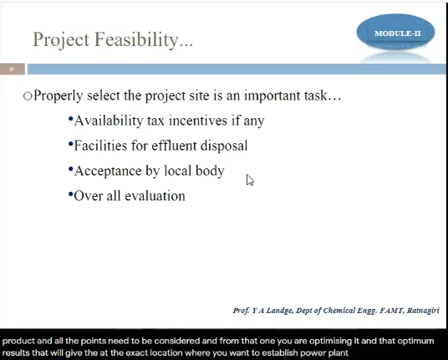 Project Feasibility...
MODULE-II
Properly select the project site is an important task…
•Availability tax incentives if any
•Facilities for effluent disposal
•Acceptance by local body
•Over all evaluation
Prof. Y A Landge, Dept of Chemical Engg. FAMT, Ratnagiri
product and all the points need to be considered and from that one you are optimising it and that optimum
results that will give the at the exact location where you want to establish power plant